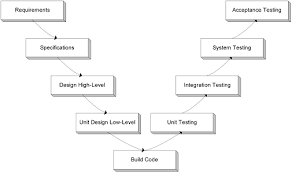 Requirements
Acceptance Testing
Specifications
System Testing
Design High-Level
Integration Testing
Unit Design Low-Level
Unit Testing
Build Code